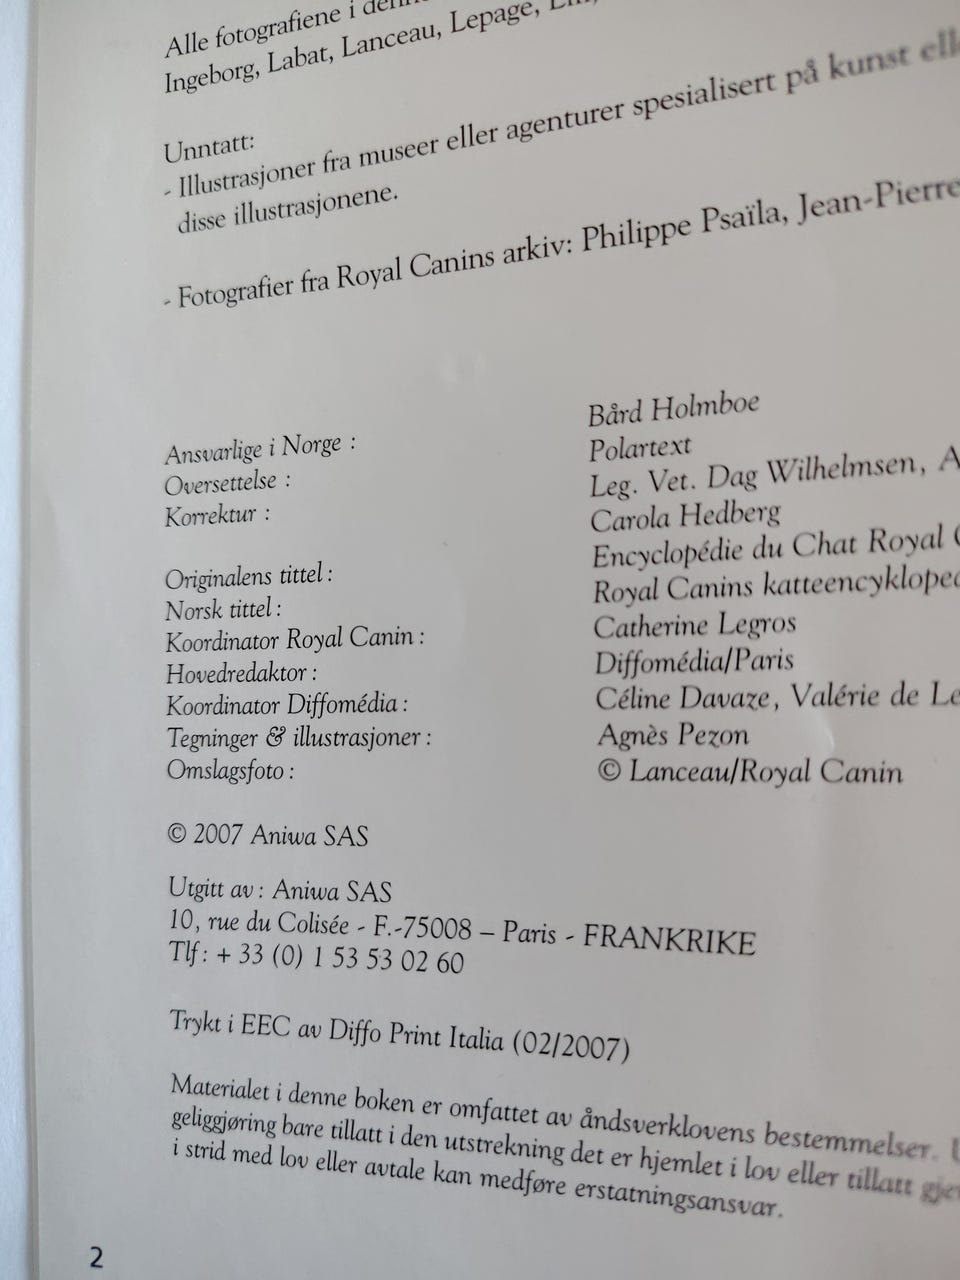 Alle fotografiene i
Ingeborg, Labat, Lanceau, Lepage,
Unntatt:
- Illustrasjoner fra museer eller agenturer spesialisert på kunst
disse illustrasjonene.
- Fotografier fra Royal Canins arkiv: Philippe Psaïla, Jean-Pierre
Ansvarlige i Norge : Bård Holmboe
Oversettelse : Polartext
Korrektur : Leg. Vet. Dag Wilhelmsen,
Carola Hedberg
Originalens tittel : Encyclopédie du Chat Royal
Norsk tittel : Royal Canins
Koordinator Royal Canin : Catherine Legros
Hovedredaktor : Diffomédia/Paris
Koordinator Diffomédia : Céline Davaze, Valérie de
Tegninger & illustrasjoner : Agnès Pezon
Omslagsfoto : © Lanceau/Royal Canin
© 2007 Aniwa SAS
Utgitt av : Aniwa SAS
10, rue du Colisée - F.-75008 – Paris - FRANKRIKE
Tlf : + 33 (0) 1 53 53 02 60
Trykt i EEC av Diffo Print Italia (02/2007)
Materialet i denne boken er omfattet av åndsverklovens bestemmelser.
geliggjøring bare tillatt i den utstrekning det er hjemlet i lov eller tillatt
i strid med lov eller avtale kan medføre erstatningsansvar.
2